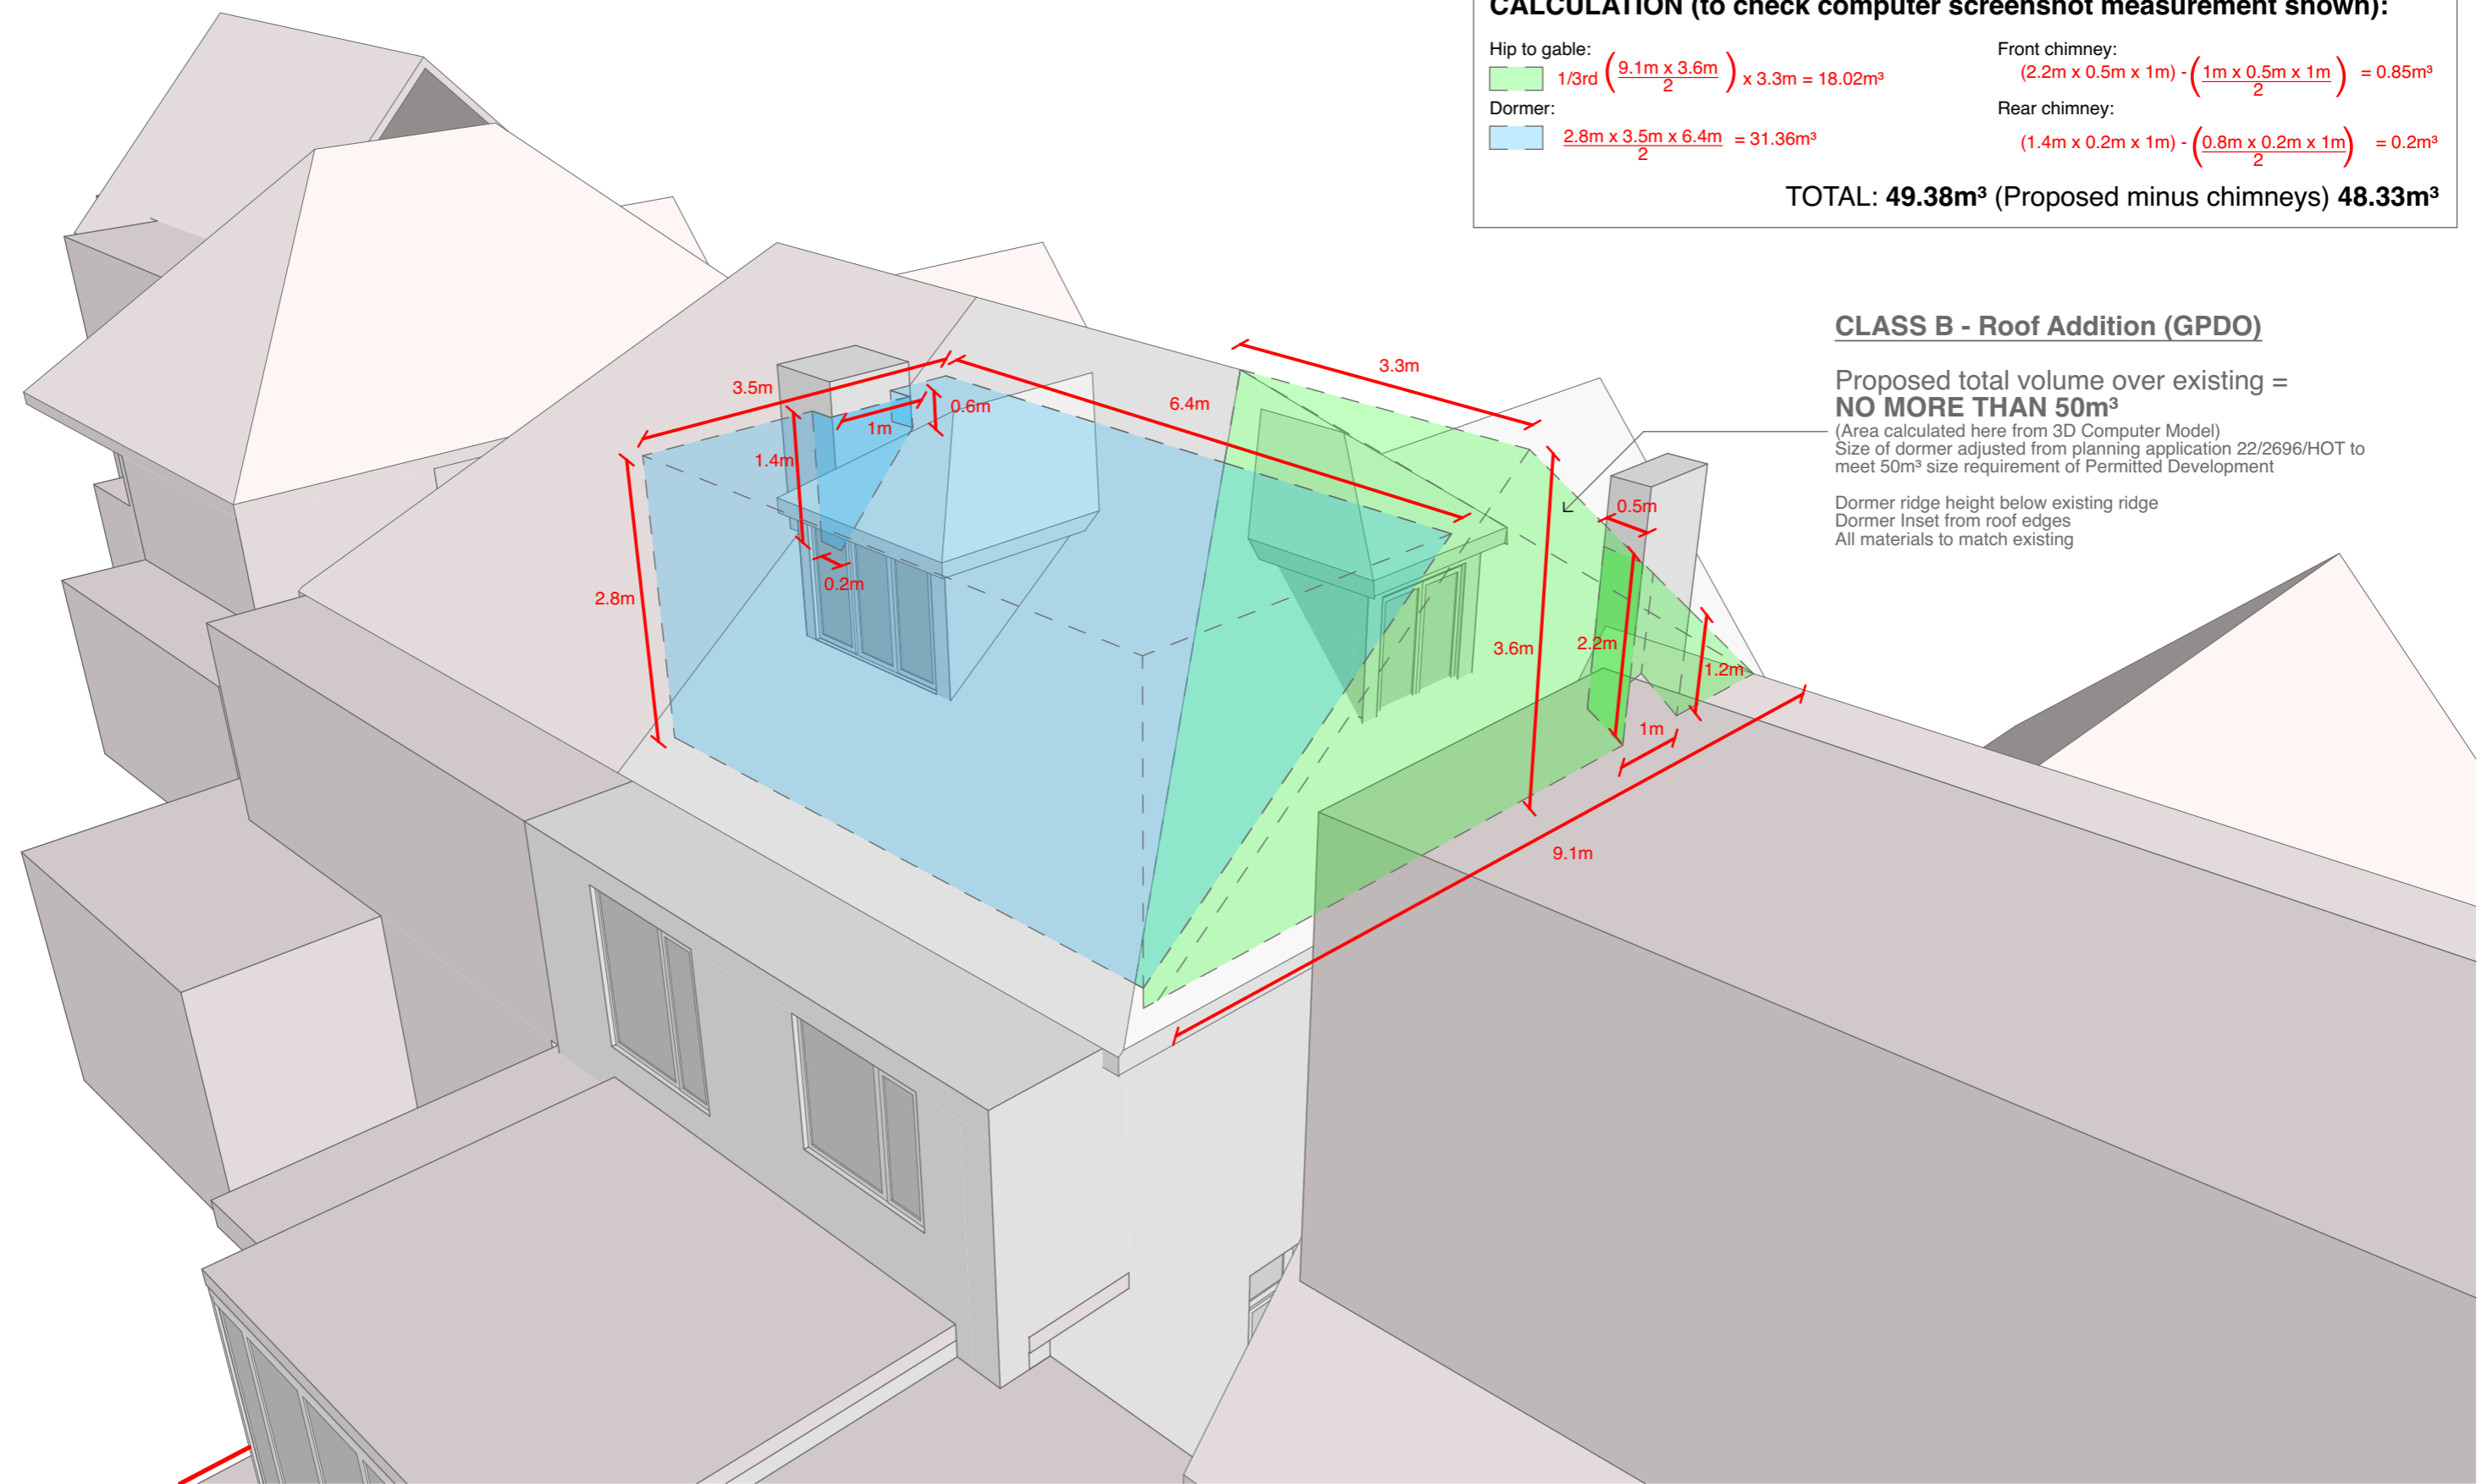 CALCULATION (to check computer screenshot measurement shown):
Hip to gable:
1/3rd ( 9.1m x 3.6m / 2 ) x 3.3m = 18.02m³
Dormer:
2.8m x 3.5m x 6.4m / 2 = 31.36m³
Front chimney:
(2.2m x 0.5m x 1m) - ( 1m x 0.5m x 1m / 2 ) = 0.85m³
Rear chimney:
(1.4m x 0.2m x 1m) - ( 0.8m x 0.2m x 1m / 2 ) = 0.2m³
TOTAL: 49.38m³ (Proposed minus chimneys) 48.33m³
CLASS B - Roof Addition (GPDO)
Proposed total volume over existing =
NO MORE THAN 50m³
(Area calculated here from 3D Computer Model)
Size of dormer adjusted from planning application 22/2696/HOT to
meet 50m³ size requirement of Permitted Development
Dormer ridge height below existing ridge
Dormer Inset from roof edges
All materials to match existing
3.3m
3.5m
6.4m
0.6m
1m
1.4m
0.5m
0.2m
2.8m
3.6m
2.2m
1.2m
1m
9.1m